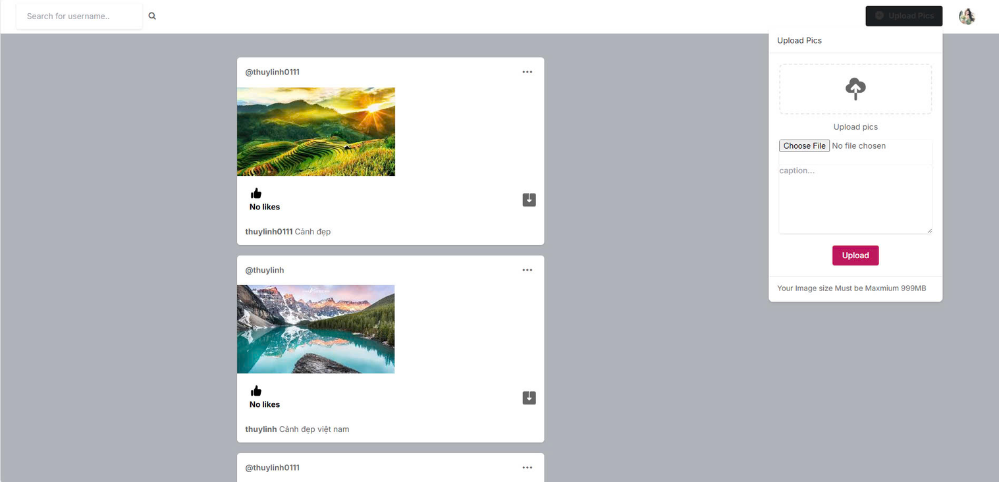 Search for username..
Upload Pics
Upload Pics
@thuylinh0111
Upload pics
Choose File No file chosen
caption...
No likes
thuylinh0111 Cảnh đẹp
Upload
@thuylinh
Your Image size Must be Maxmium 999MB
No likes
thuylinh Cảnh đẹp việt nam
@thuylinh0111